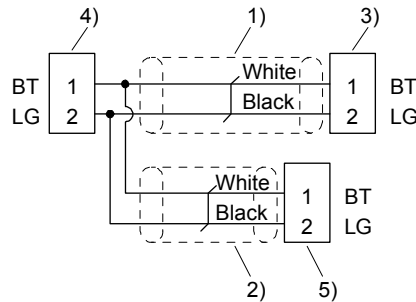 4) 1) 3)
White
BT 1 1 BT
Black
LG 2 2 LG
White
1 BT
Black
2 LG
2) 5)